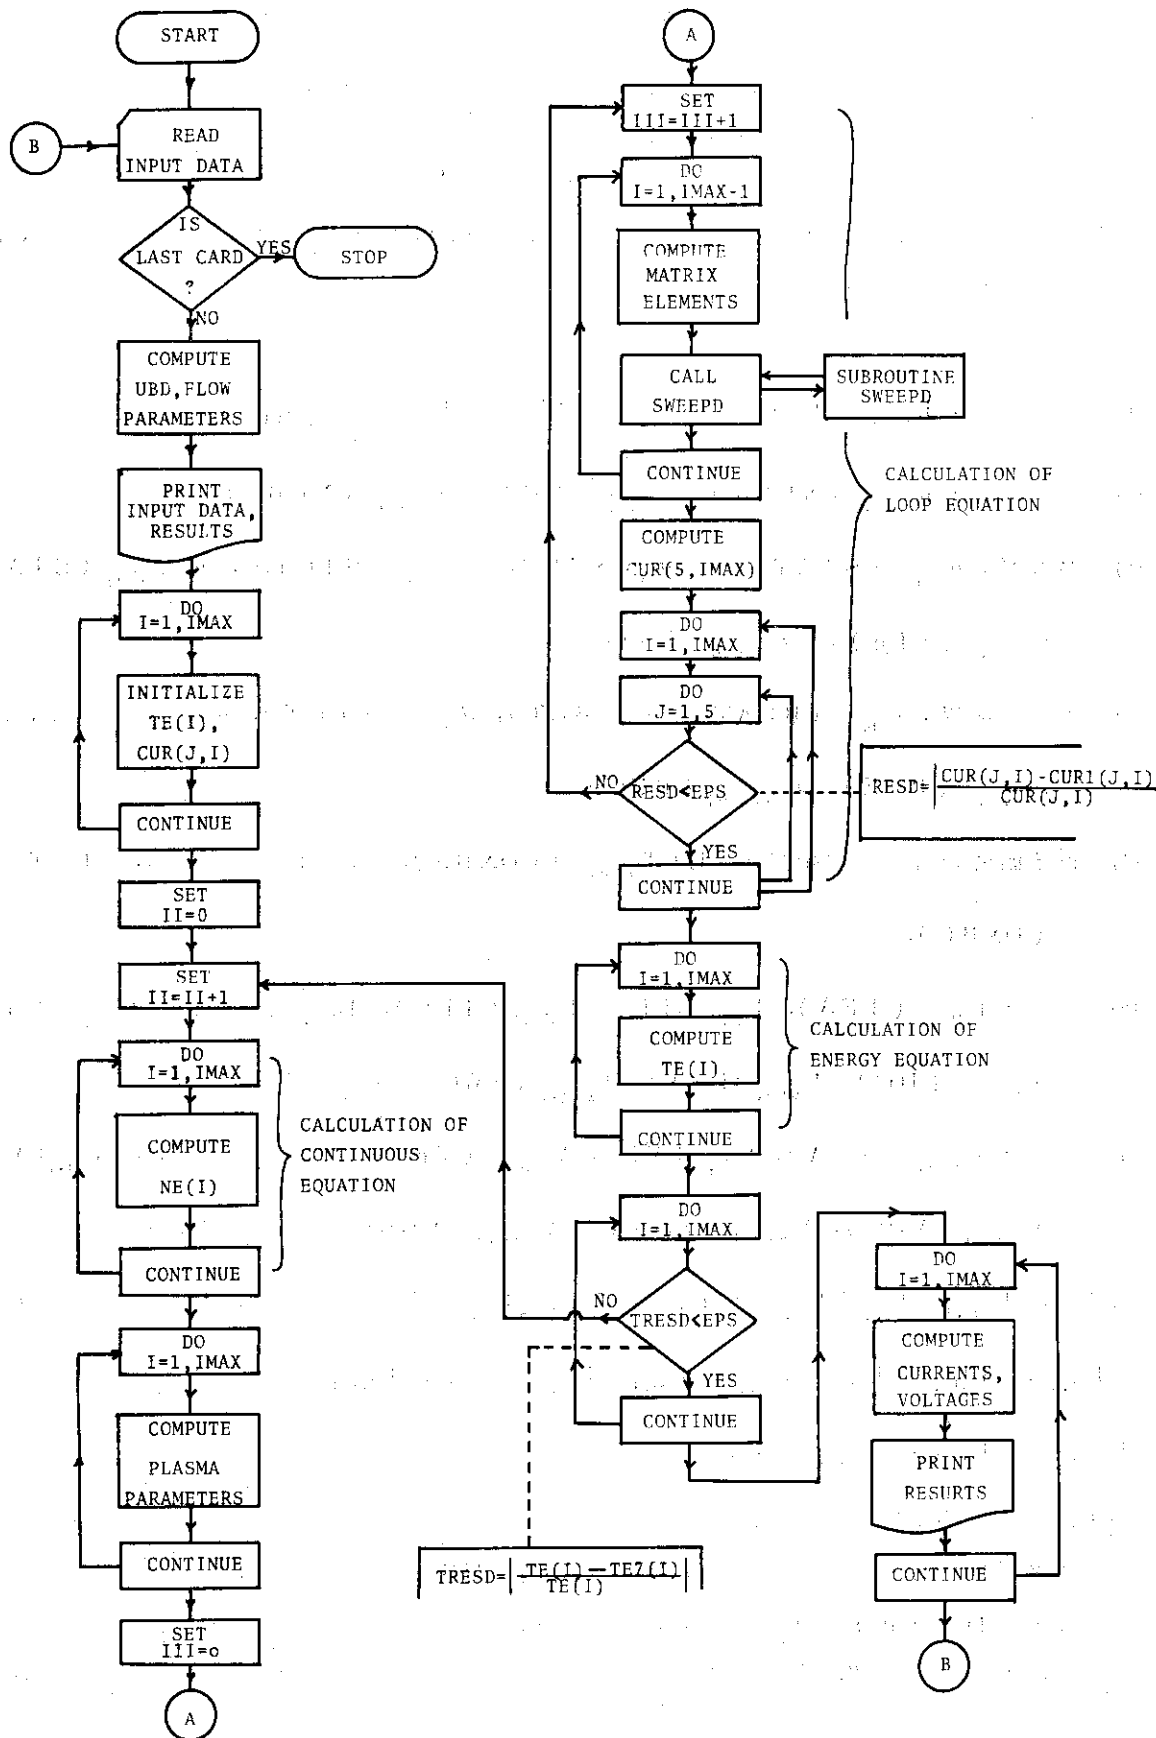 START
B
READ
INPUT DATA
IS
LAST CARD
?
YES
STOP
NO
COMPUTE
UBD,FLOW
PARAMETERS
PRINT
INPUT DATA,
RESULTS
DO
I=1,IMAX
INITIALIZE
TE(I),
CUR(J,I)
CONTINUE
SET
II=0
SET
II=II+1
DO
I=1,IMAX
COMPUTE
NE(I)
CONTINUE
CALCULATION OF
CONTINUOUS
EQUATION
DO
I=1,IMAX
COMPUTE
PLASMA
PARAMETERS
CONTINUE
SET
III=o
A
A
SET
III=III+1
DO
I=1,IMAX-1
COMPUTE
MATRIX
ELEMENTS
CALL
SWEEPD
SUBROUTINE
SWEEPD
CONTINUE
CALCULATION OF
LOOP EQUATION
COMPUTE
CUR(5,IMAX)
DO
I=1,IMAX
DO
J=1,5
NO
RESD<EPS
RESD=|CUR(J,I)-CUR1(J,I)
CUR(J,I)
YES
CONTINUE
DO
I=1,IMAX
COMPUTE
TE(I)
CONTINUE
CALCULATION OF
ENERGY EQUATION
DO
I=1,IMAX
NO
TRESD<EPS
YES
CONTINUE
TRESD=|TE(I)-TEZ(I)|
TE(I)
DO
I=1,IMAX
COMPUTE
CURRENTS,
VOLTAGES
PRINT
RESURTS
CONTINUE
B